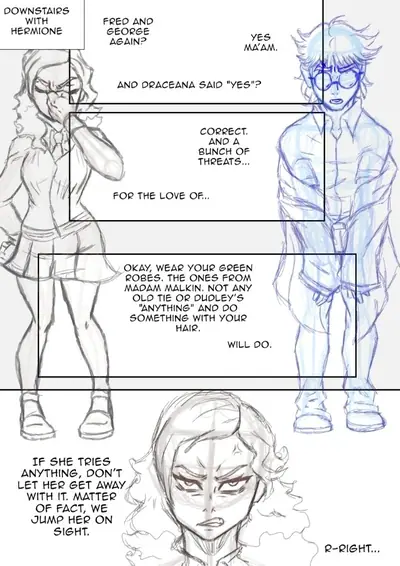 DOWNSTAIRS
WITH
HERMIONE
FRED AND
GEORGE
AGAIN?
YES
MA'AM.
AND DRACEANA SAID "YES"?
CORRECT.
AND A
BUNCH OF
THREATS...
FOR THE LOVE OF...
OKAY, WEAR YOUR GREEN
ROBES. THE ONES FROM
MADAM MALKIN. NOT ANY
OLD TIE OR DUDLEY'S
"ANYTHING" AND DO
SOMETHING WITH YOUR
HAIR.
WILL DO.
IF SHE TRIES
ANYTHING, DON'T
LET HER GET AWAY
WITH IT. MATTER
OF FACT, WE
JUMP HER ON
SIGHT.
R-RIGHT...